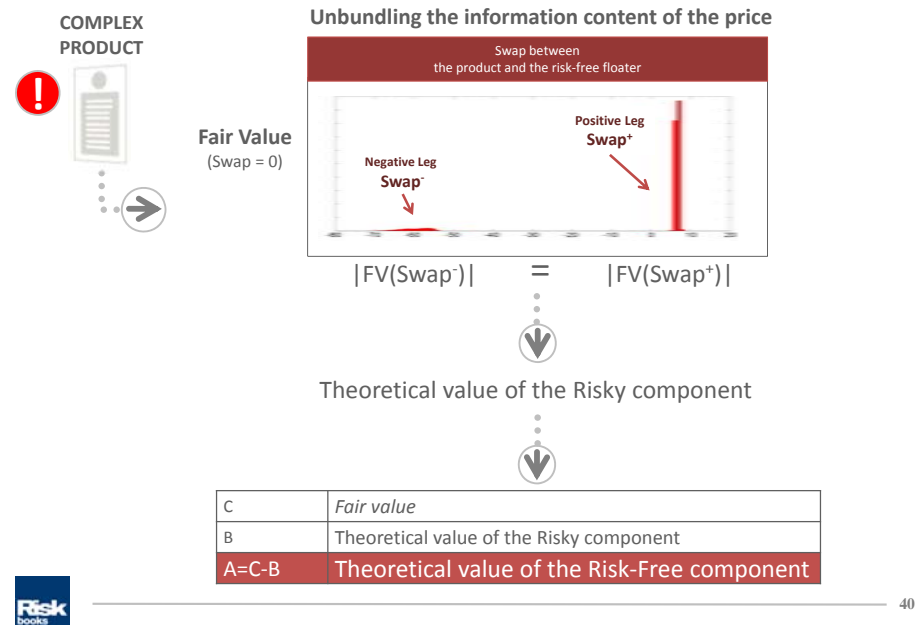 Unbundling the information content of the price
COMPLEX
PRODUCT
!
Swap between
the product and the risk-free floater
Fair Value
(Swap = 0)
Negative Leg
Swap⁻
Positive Leg
Swap⁺
|FV(Swap⁻)| = |FV(Swap⁺)|
Theoretical value of the Risky component
C Fair value
B Theoretical value of the Risky component
A=C-B Theoretical value of the Risk-Free component
Risk
books
40